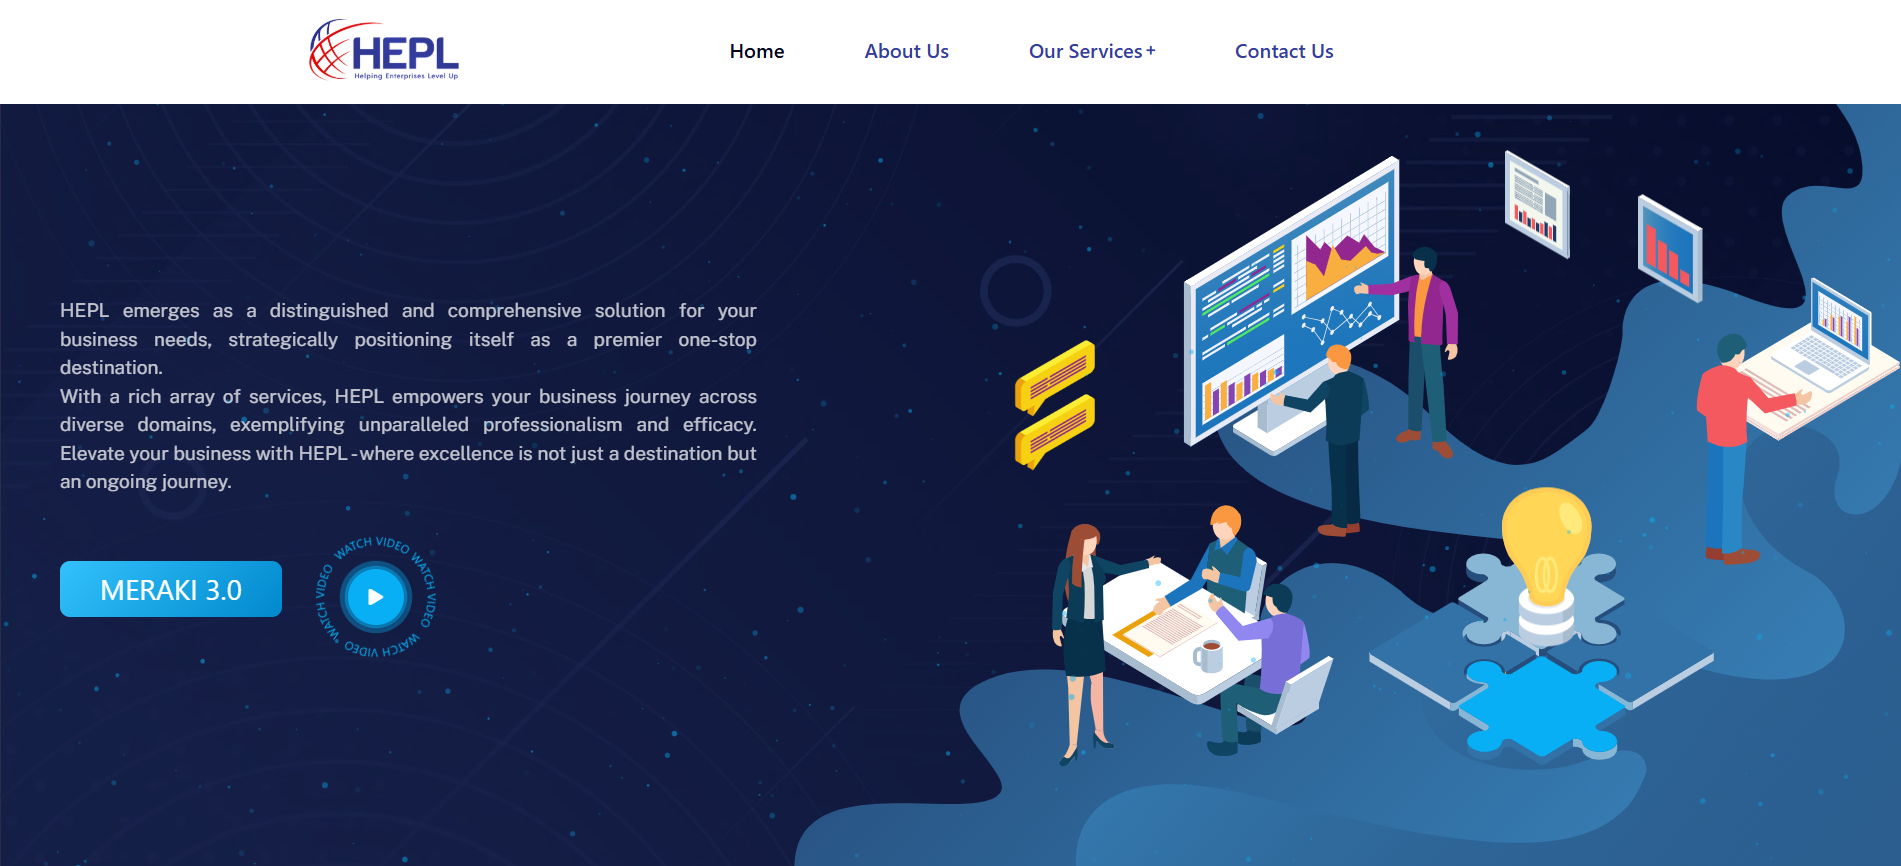 HEPL
Helping Enterprises Level Up
Home
About Us
Our Services +
Contact Us
HEPL emerges as a distinguished and comprehensive solution for your
business needs, strategically positioning itself as a premier one-stop
destination.
With a rich array of services, HEPL empowers your business journey across
diverse domains, exemplifying unparalleled professionalism and efficacy.
Elevate your business with HEPL - where excellence is not just a destination but
an ongoing journey.
MERAKI 3.0
WATCH VIDEO WATCH VIDEO WATCH VIDEO WATCH VIDEO